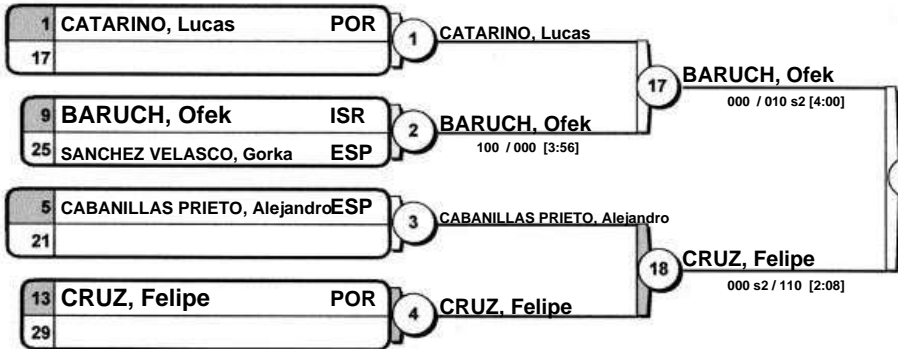 1 CATARINO, Lucas POR
17
1 CATARINO, Lucas
17 BARUCH, Ofek
000 / 010 s2 [4:00]
9 BARUCH, Ofek ISR
25 SANCHEZ VELASCO, Gorka ESP
2 BARUCH, Ofek
100 / 000 [3:56]
5 CABANILLAS PRIETO, Alejandro ESP
21
3 CABANILLAS PRIETO, Alejandro
18 CRUZ, Felipe
000 s2 / 110 [2:08]
13 CRUZ, Felipe POR
29
4 CRUZ, Felipe